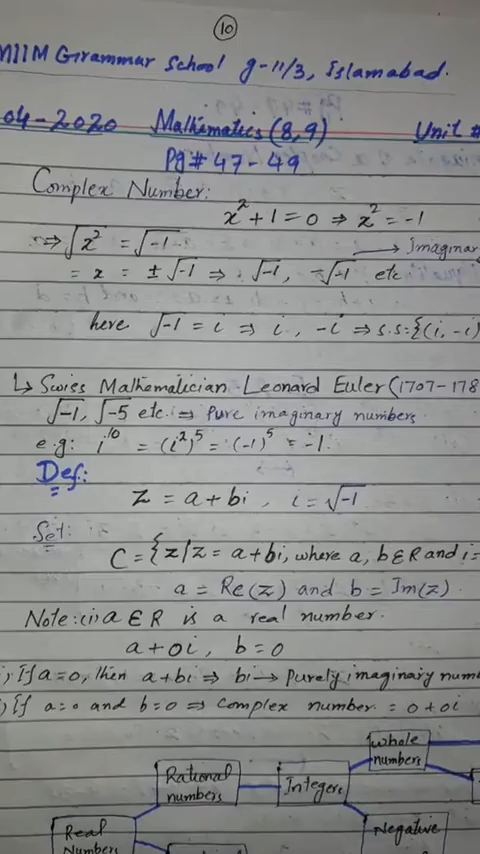 10
MIIM Grammar School g-11/3, Islamabad.
04-2020 Mathematics (8,9) Unit #
Pg # 47-49
Complex Number:
x² + 1 = 0 ⇒ x² = -1
⇒ √x² = √-1 → Imaginar
= x = ± √-1 ⇒ √-1, -√-1 etc
here √-1 = i ⇒ i, -i ⇒ s.s = {(i, -i)
↳ Swiss Mathematician Leonard Euler (1707-178
√-1, √-5 etc. ⇒ Pure imaginary numbers
e.g: i¹⁰ = (i²)⁵ = (-1)⁵ = -1.
Def:
Z = a + bi, i = √-1
Set:
C = {z/z = a + bi, where a, b ∈ R and i =
a = Re(z) and b = Im(z)
Note: (i) a ∈ R is a real number.
a + 0i, b = 0
i) If a = 0, then a + bi ⇒ bi → Purely imaginary num
i) If a = 0 and b = 0 ⇒ Complex number = 0 + 0i
Whole numbers
Rational numbers
Integers
Real Numbers
Negative